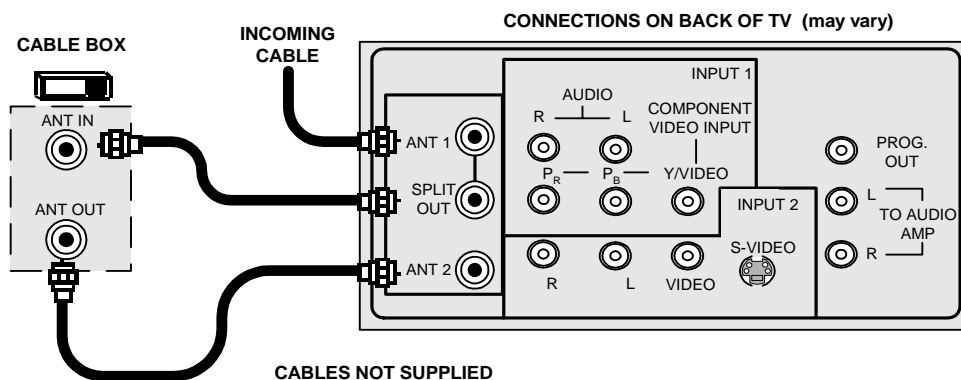 CONNECTIONS ON BACK OF TV (may vary)
CABLE BOX
INCOMING
CABLE
ANT IN
ANT OUT
ANT 1
SPLIT
OUT
ANT 2
INPUT 1
AUDIO
R
L
COMPONENT
VIDEO INPUT
PR
PB
Y/VIDEO
INPUT 2
S-VIDEO
R
L
VIDEO
PROG.
OUT
L
TO AUDIO
AMP
R
CABLES NOT SUPPLIED